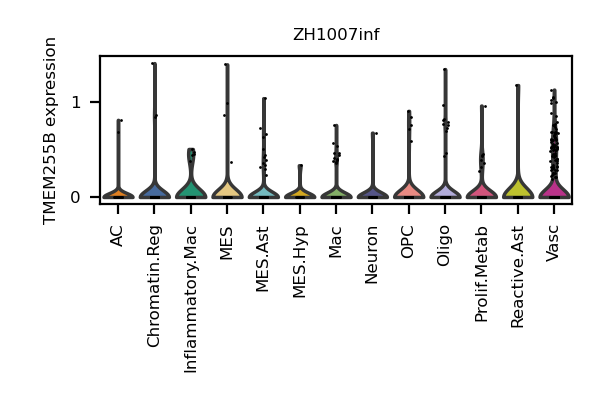 ZH1007inf
TMEM255B expression
1
0
AC
Chromatin.Reg
Inflammatory.Mac
MES
MES.Ast
MES.Hyp
Mac
Neuron
OPC
Oligo
Prolif.Metab
Reactive.Ast
Vasc